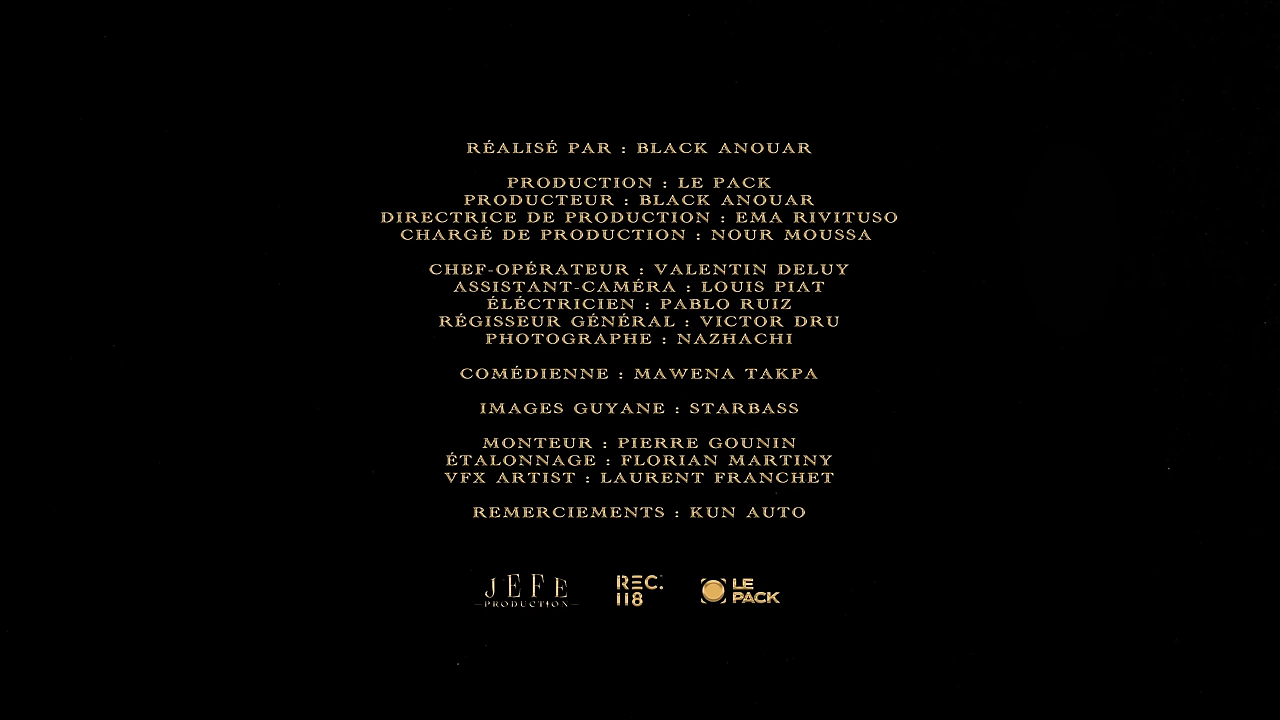 RÉALISÉ PAR : BLACK ANOUAR
PRODUCTION : LE PACK
PRODUCTEUR : BLACK ANOUAR
DIRECTRICE DE PRODUCTION : EMA RIVITUSO
CHARGÉ DE PRODUCTION : NOUR MOUSSA
CHEF-OPÉRATEUR : VALENTIN DELUY
ASSISTANT-CAMÉRA : LOUIS PIAT
ÉLÉCTRICIEN : PABLO RUIZ
RÉGISSEUR GÉNÉRAL : VICTOR DRU
PHOTOGRAPHE : NAZHACHI
COMÉDIENNE : MAWENA TAKPA
IMAGES GUYANE : STARBASS
MONTEUR : PIERRE GOUNIN
ÉTALONNAGE : FLORIAN MARTINY
VFX ARTIST : LAURENT FRANCHET
REMERCIEMENTS : KUN AUTO
JEFE
PRODUCTION
REC.
118
LE
PACK